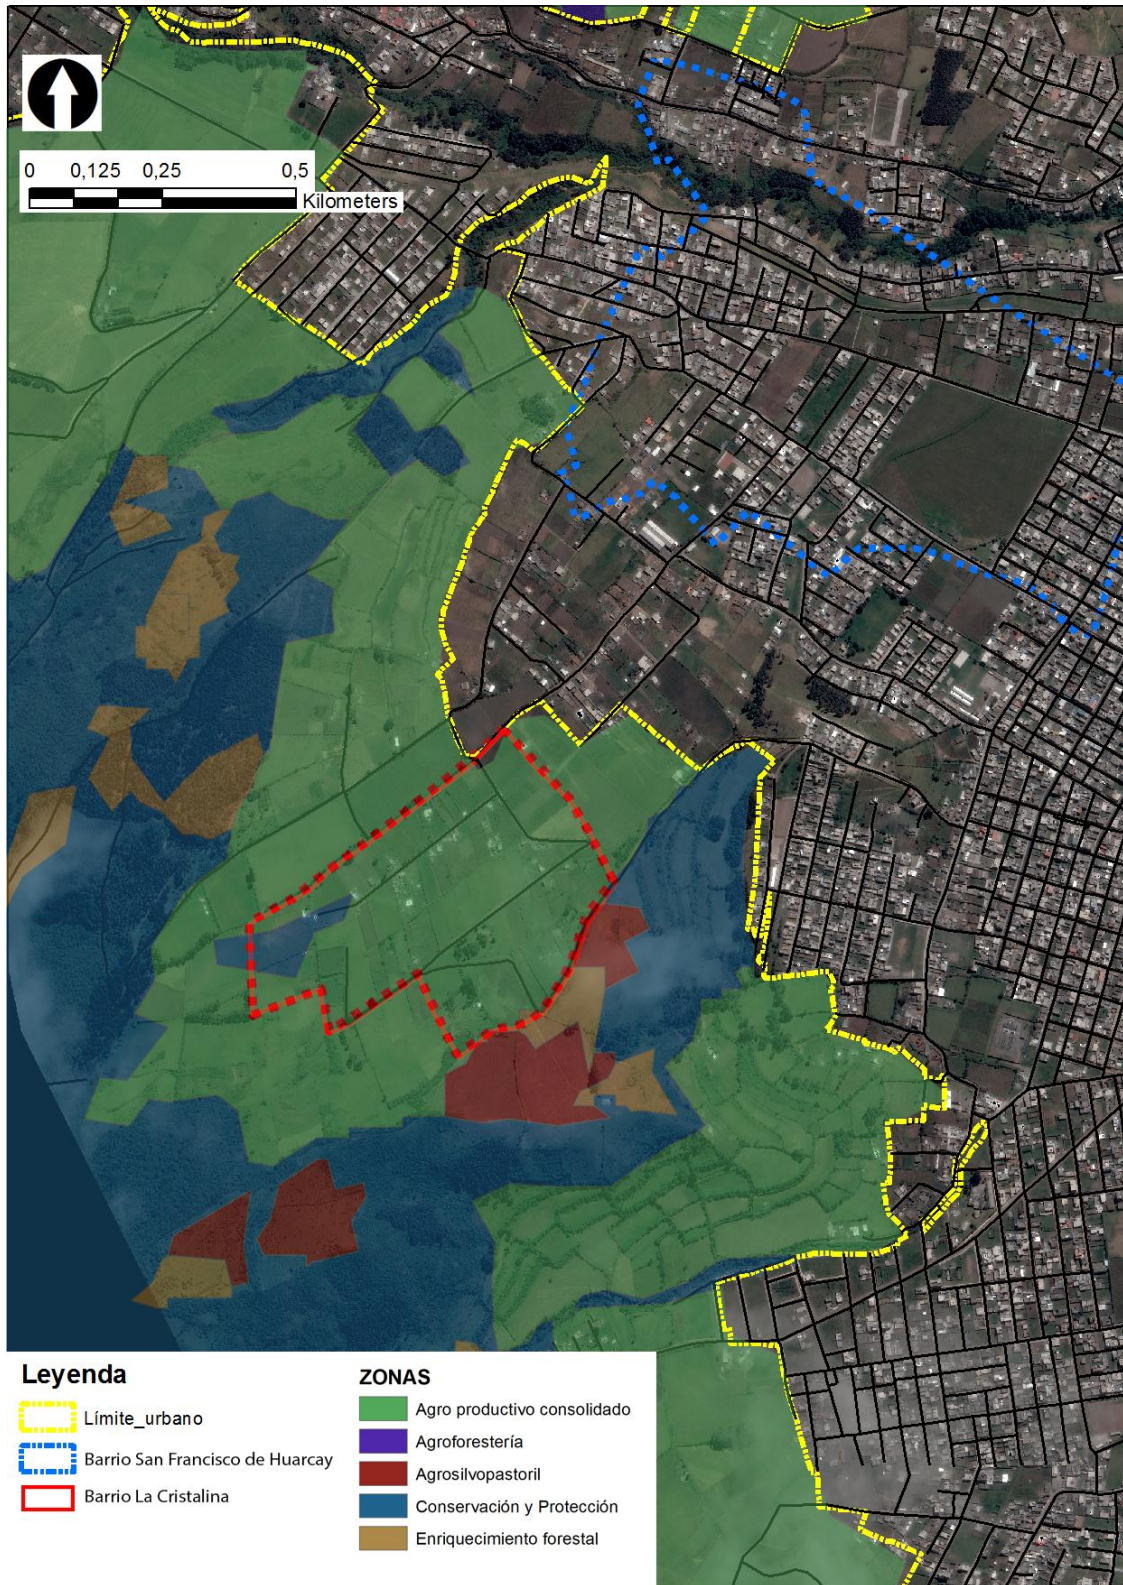 0 0,125 0,25 0,5
Kilometers
Leyenda
Límite_urbano
Barrio San Francisco de Huarcay
Barrio La Cristalina
ZONAS
Agro productivo consolidado
Agroforestería
Agrosilvopastoril
Conservación y Protección
Enriquecimiento forestal